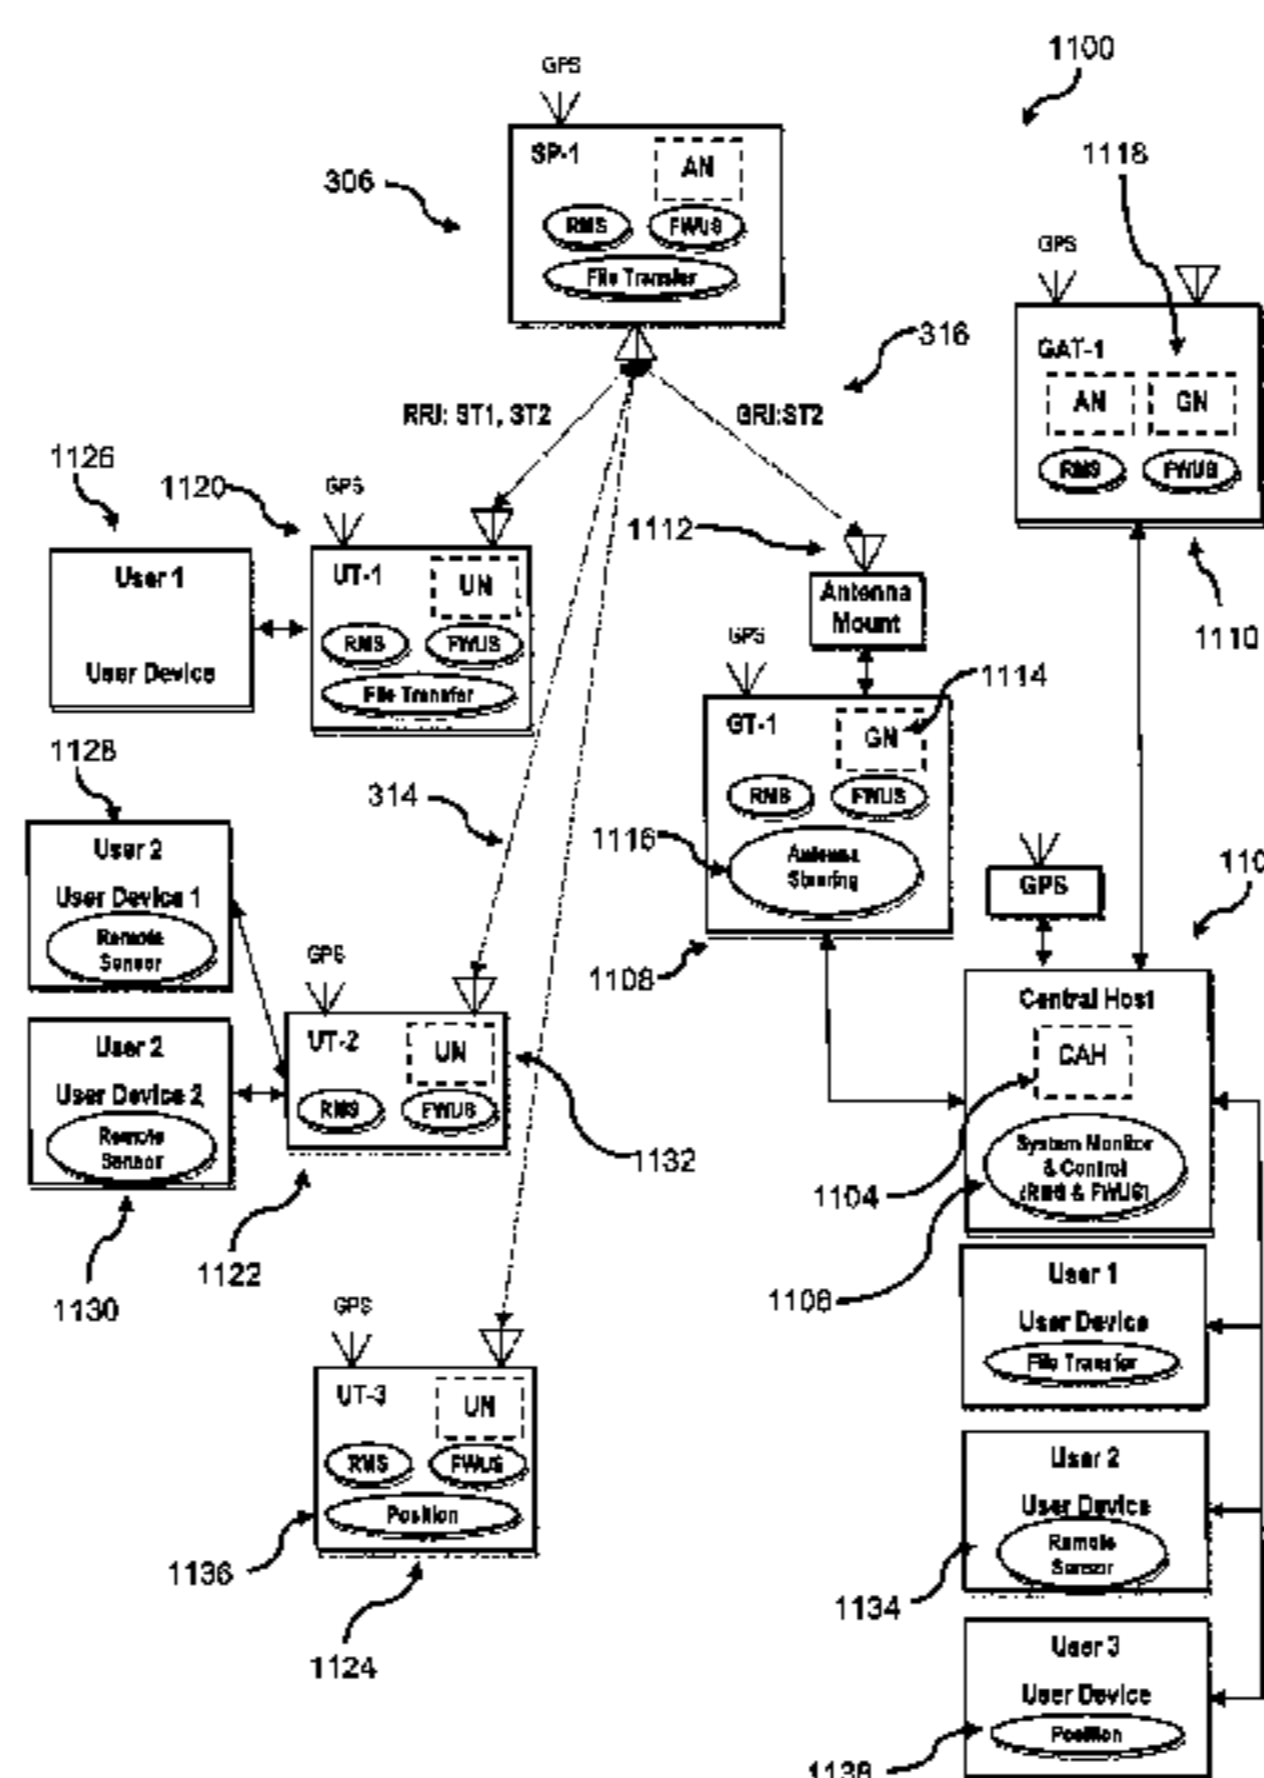 1100
GPS
SP-1
AN
RMS
FWUS
File Transfer
306
316
1118
GPS
GAT-1
AN
GN
RMS
FWUS
1110
RRI: ST1, ST2
GRI:ST2
1126
User 1
User Device
1120
GPS
UT-1
UN
RMS
FWUS
File Transfer
1112
Antenna
Mount
GPS
GT-1
GN
1114
RMS
FWUS
1116
Antenna
Steering
1108
1128
User 2
User Device 1
Remote
Sensor
314
User 2
User Device 2
Remote
Sensor
1130
GPS
UT-2
UN
RMS
FWUS
1132
1122
GPS
110
Central Host
CAH
System Monitor
& Control
(RMS & FWUS)
1104
1106
User 1
User Device
File Transfer
GPS
UT-3
UN
RMS
FWUS
Position
1136
1124
User 2
User Device
Remote
Sensor
1134
User 3
User Device
Position
1138